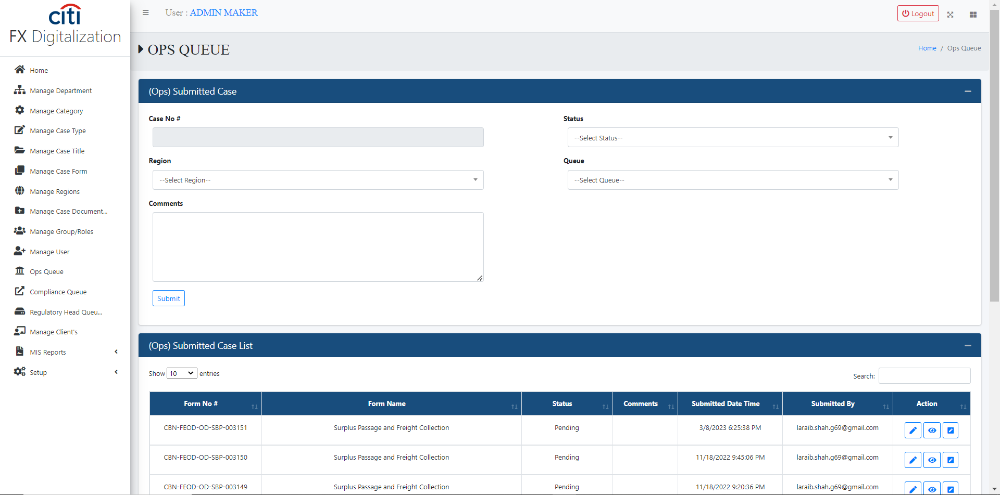 citi
FX Digitalization
Home
Manage Department
Manage Category
Manage Case Type
Manage Case Title
Manage Case Form
Manage Regions
Manage Case Document...
Manage Group/Roles
Manage User
Ops Queue
Compliance Queue
Regulatory Head Queu...
Manage Client's
MIS Reports
Setup
User : ADMIN MAKER
Logout
OPS QUEUE
Home / Ops Queue
(Ops) Submitted Case
Case No #
Status
--Select Status--
Region
Queue
--Select Region--
--Select Queue--
Comments
Submit
(Ops) Submitted Case List
Show 10 entries
Search:
Form No # Form Name Status Comments Submitted Date Time Submitted By Action
CBN-FEOD-OD-SBP-003151 Surplus Passage and Freight Collection Pending 3/8/2023 6:25:38 PM laraib.shah.g69@gmail.com
CBN-FEOD-OD-SBP-003150 Surplus Passage and Freight Collection Pending 11/18/2022 9:45:06 PM laraib.shah.g69@gmail.com
CBN-FEOD-OD-SBP-003149 Surplus Passage and Freight Collection Pending 11/18/2022 9:20:36 PM laraib.shah.g69@gmail.com